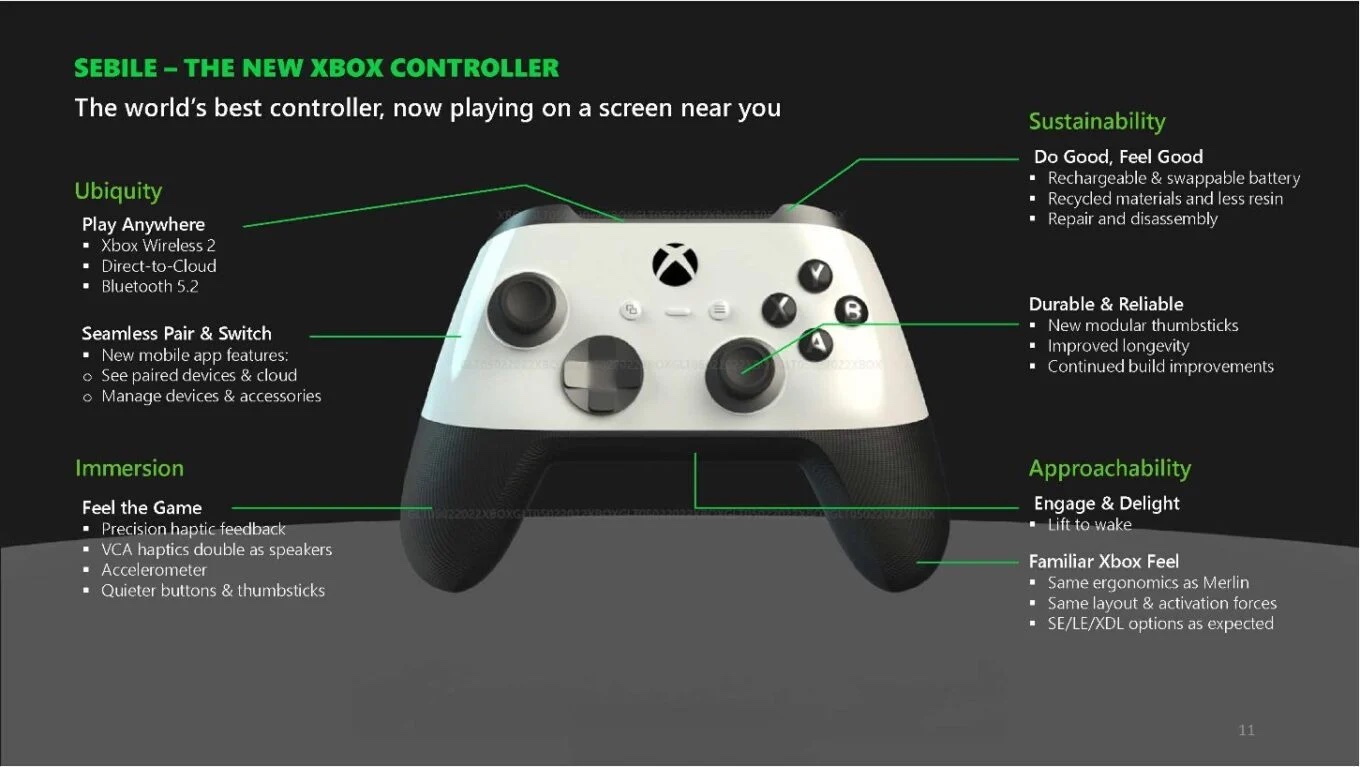 SEBILE – THE NEW XBOX CONTROLLER
The world's best controller, now playing on a screen near you
Ubiquity
Play Anywhere
▪ Xbox Wireless 2
▪ Direct-to-Cloud
▪ Bluetooth 5.2
Seamless Pair & Switch
▪ New mobile app features:
o See paired devices & cloud
o Manage devices & accessories
Immersion
Feel the Game
▪ Precision haptic feedback
▪ VCA haptics double as speakers
▪ Accelerometer
▪ Quieter buttons & thumbsticks
Y
X
B
A
Sustainability
Do Good, Feel Good
▪ Rechargeable & swappable battery
▪ Recycled materials and less resin
▪ Repair and disassembly
Durable & Reliable
▪ New modular thumbsticks
▪ Improved longevity
▪ Continued build improvements
Approachability
Engage & Delight
▪ Lift to wake
Familiar Xbox Feel
▪ Same ergonomics as Merlin
▪ Same layout & activation forces
▪ SE/LE/XDL options as expected
11